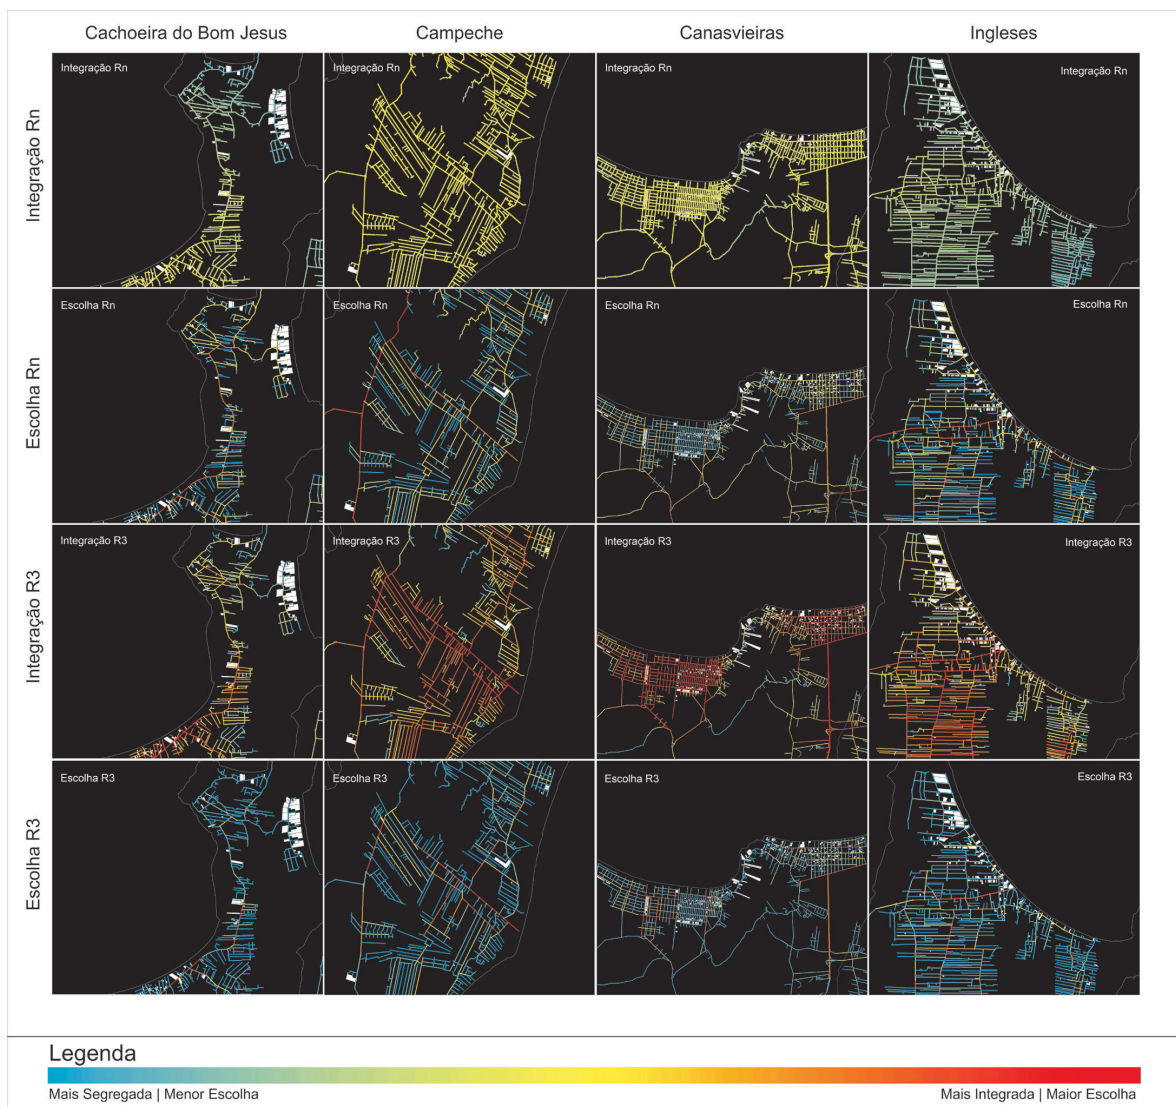 Cachoeira do Bom Jesus
Campeche
Canasvieiras
Ingleses
Integração Rn
Integração Rn
Integração Rn
Integração Rn
Integração Rn
Escolha Rn
Escolha Rn
Escolha Rn
Escolha Rn
Escolha Rn
Integração R3
Integração R3
Integração R3
Integração R3
Integração R3
Escolha R3
Escolha R3
Escolha R3
Escolha R3
Escolha R3
Legenda
Mais Segregada | Menor Escolha
Mais Integrada | Maior Escolha